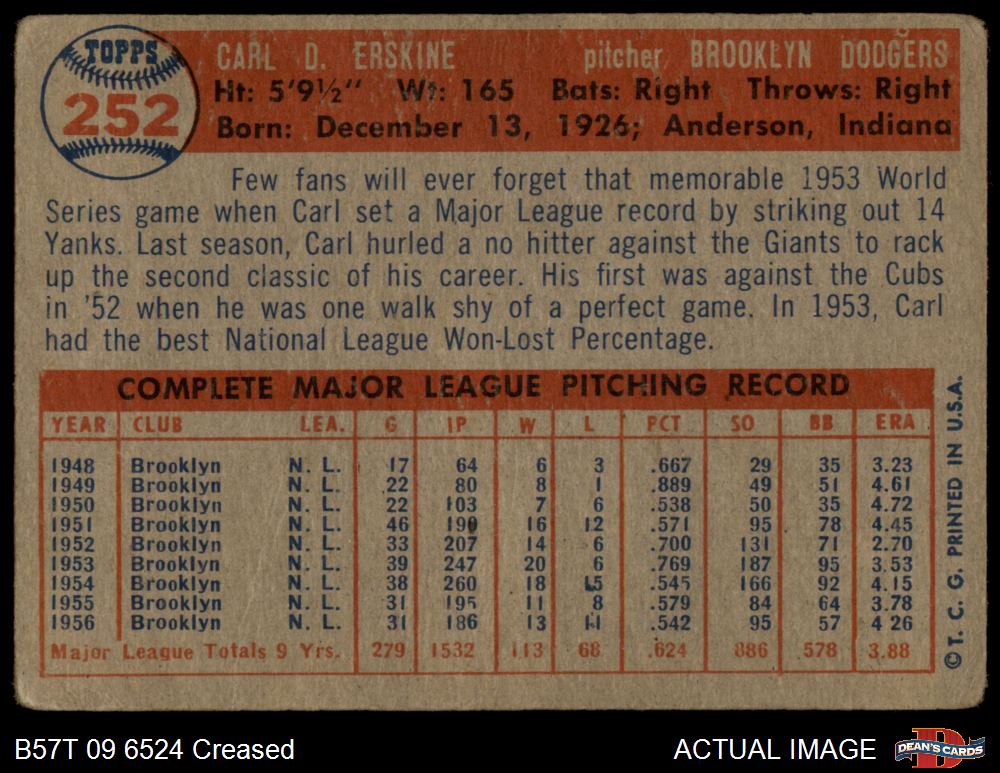 TOPPS
252
CARL D. ERSKINE pitcher BROOKLYN DODGERS
Ht: 5'9½" Wt: 165 Bats: Right Throws: Right
Born: December 13, 1926; Anderson, Indiana
Few fans will ever forget that memorable 1953 World
Series game when Carl set a Major League record by striking out 14
Yanks. Last season, Carl hurled a no hitter against the Giants to rack
up the second classic of his career. His first was against the Cubs
in '52 when he was one walk shy of a perfect game. In 1953, Carl
had the best National League Won-Lost Percentage.
COMPLETE MAJOR LEAGUE PITCHING RECORD
YEAR CLUB LEA. G IP W L PCT SO BB ERA
1948 Brooklyn N. L. 17 64 6 3 .667 29 35 3.23
1949 Brooklyn N. L. 22 80 8 1 .889 49 51 4.61
1950 Brooklyn N. L. 22 103 7 6 .538 50 35 4.72
1951 Brooklyn N. L. 46 190 16 12 .571 95 78 4.45
1952 Brooklyn N. L. 33 207 14 6 .700 131 71 2.70
1953 Brooklyn N. L. 39 247 20 6 .769 187 95 3.53
1954 Brooklyn N. L. 38 260 18 15 .545 166 92 4.15
1955 Brooklyn N. L. 31 195 11 8 .579 84 64 3.78
1956 Brooklyn N. L. 31 186 13 11 .542 95 57 4 26
Major League Totals 9 Yrs. 279 1532 113 68 .624 886 578 3.88
© T. C. G. PRINTED IN U.S.A.
B57T 09 6524 Creased
ACTUAL IMAGE
DEAN'S CARDS